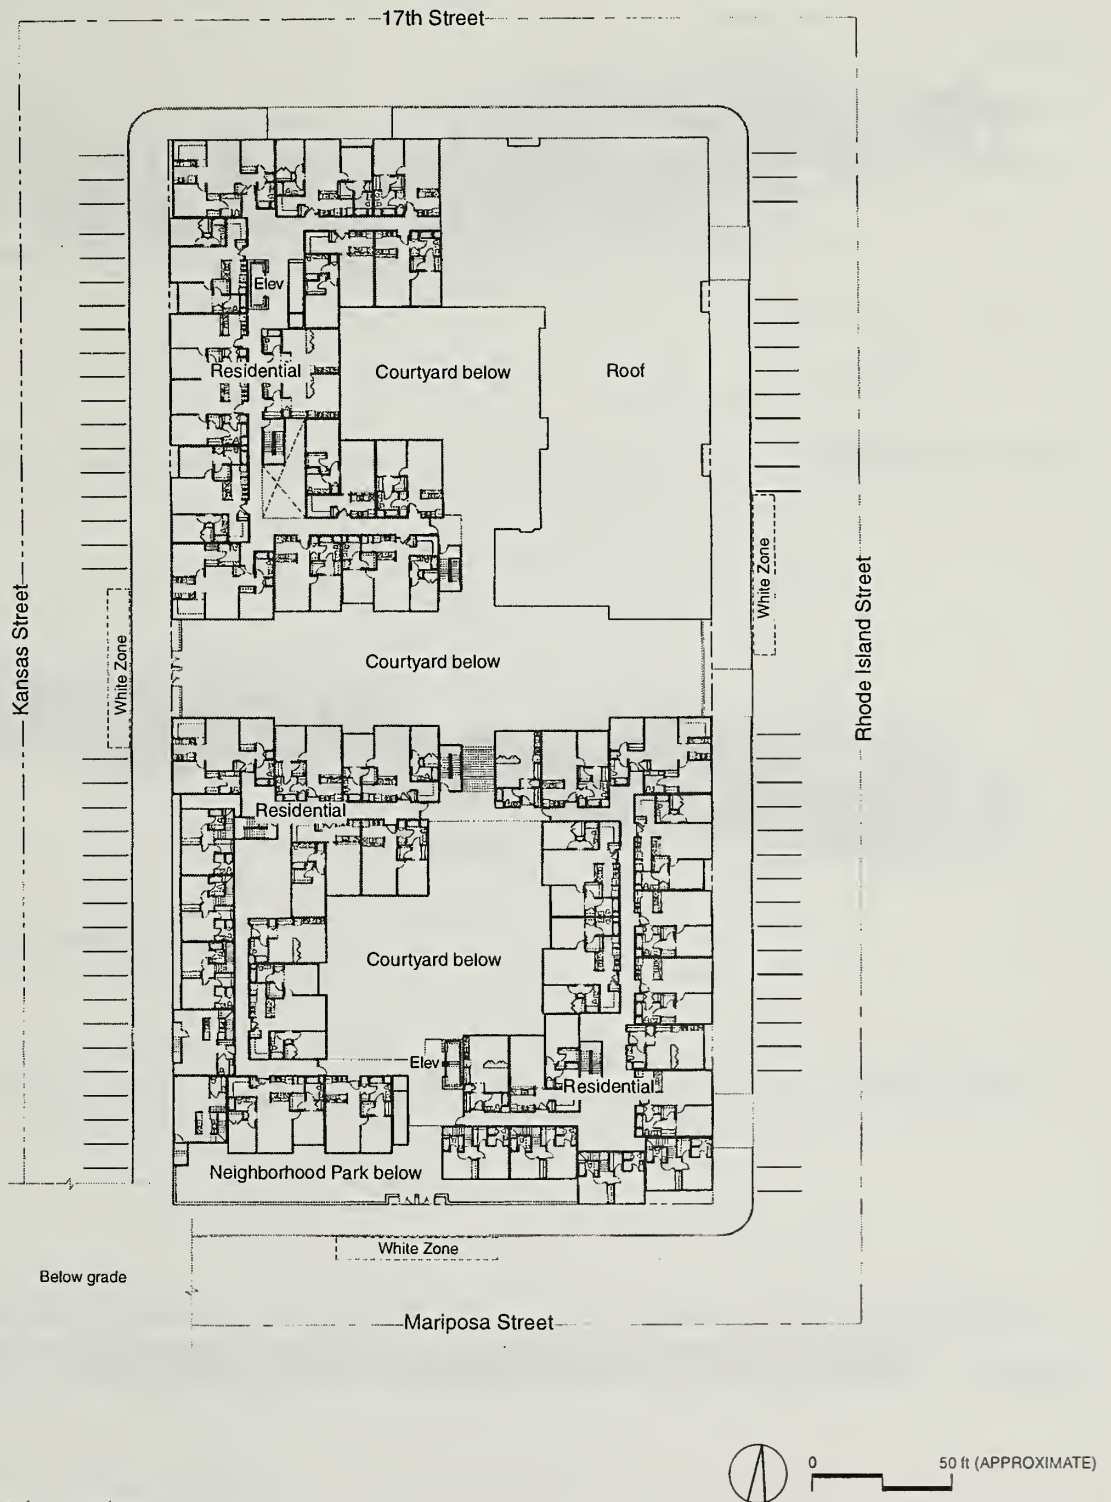 17th Street
Elev
Residential
Courtyard below
Roof
Kansas Street
White Zone
White Zone
Rhode Island Street
Courtyard below
Residential
Courtyard below
Elev
Residential
Neighborhood Park below
White Zone
Below grade
Mariposa Street
0
50 ft (APPROXIMATE)